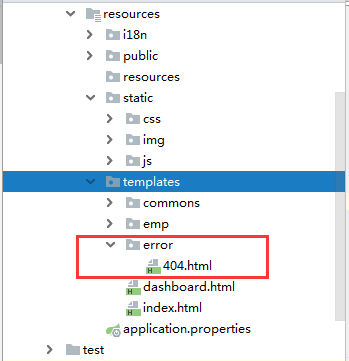 resources
i18n
public
resources
static
css
img
js
templates
commons
emp
error
404.html
dashboard.html
index.html
application.properties
test